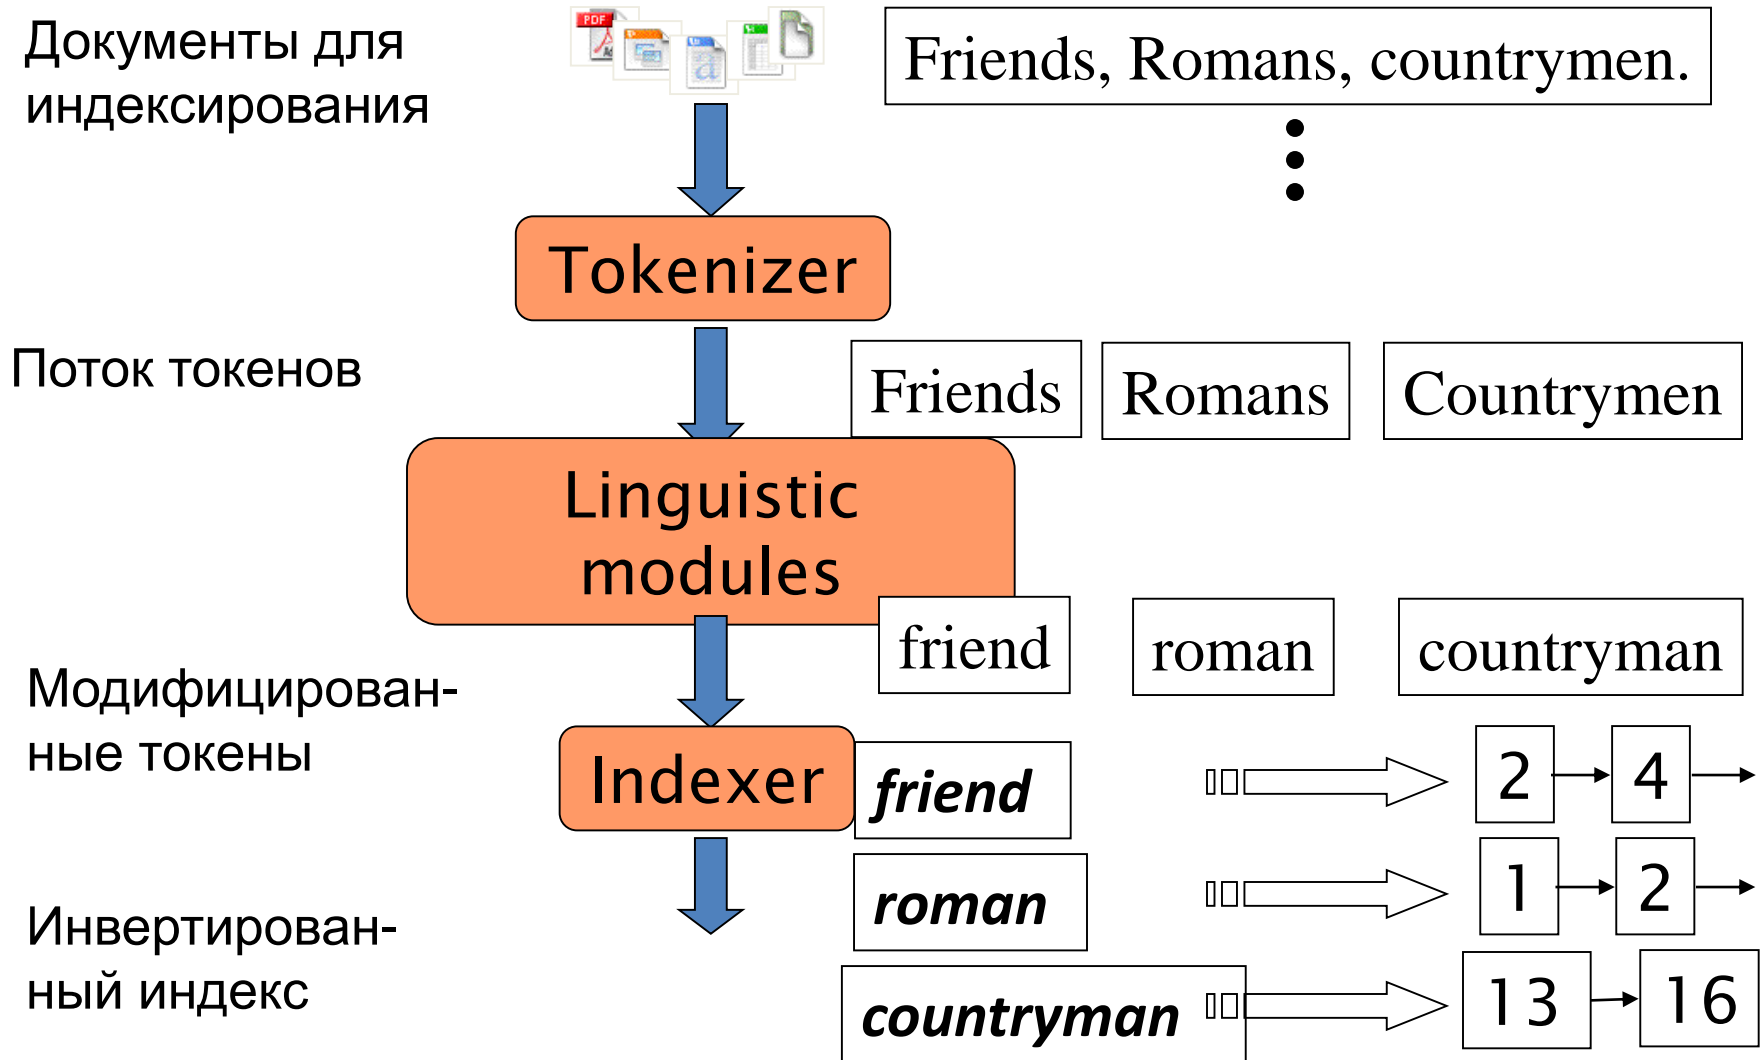 Документы для
индексирования
PDF
Friends, Romans, countrymen.
Tokenizer
Поток токенов
Friends Romans Countrymen
Linguistic
modules
friend roman countryman
Модифицирован-
ные токены
Indexer
friend 2 4
roman 1 2
Инвертирован-
ный индекс
countryman 13 16